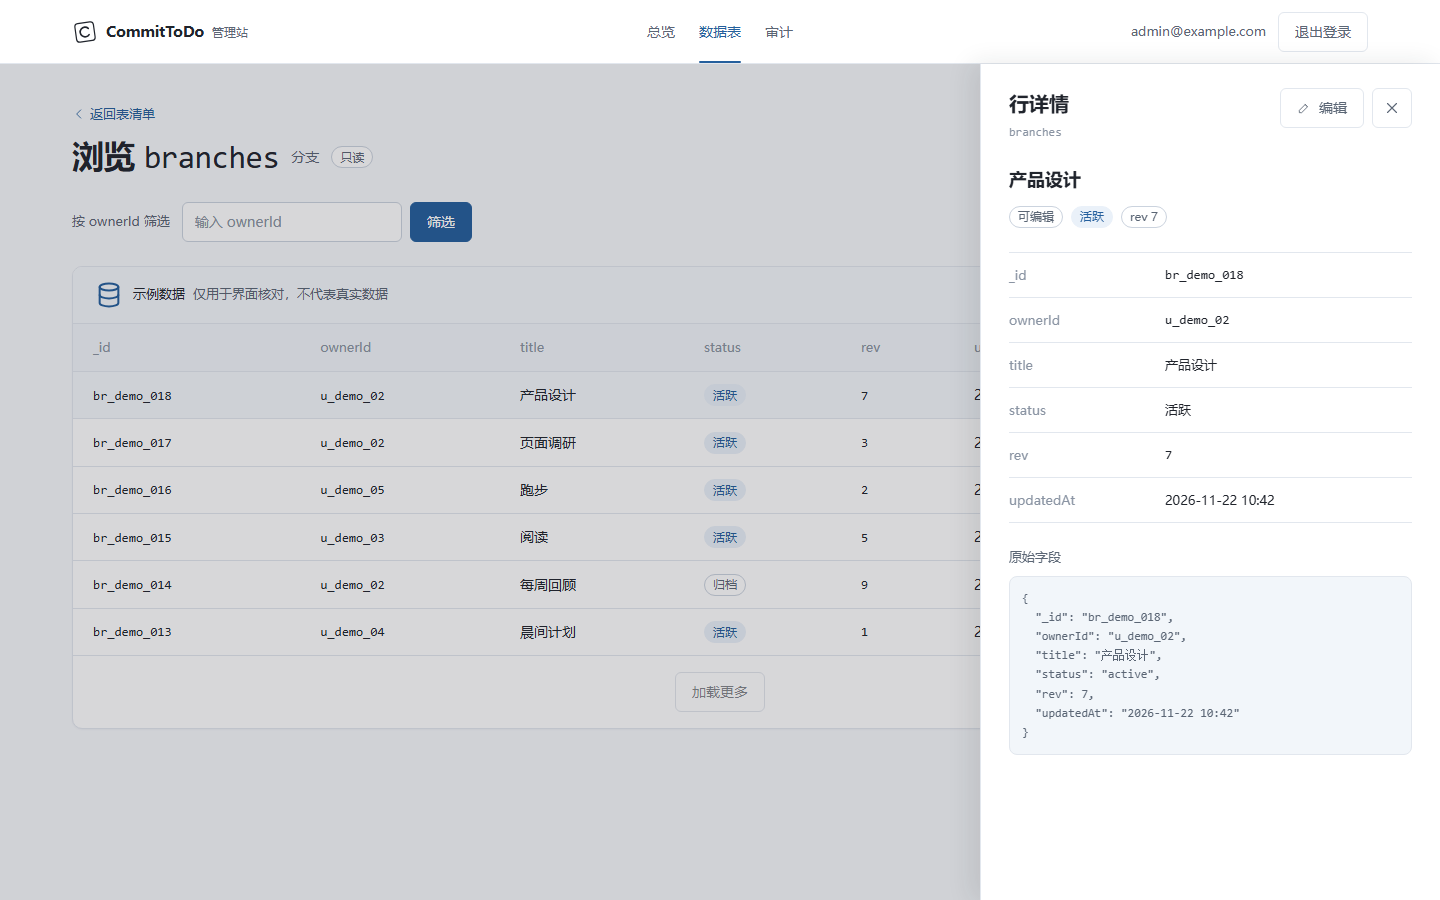 CommitToDo 管理站
总览 数据表 审计
admin@example.com 退出登录
返回表清单
浏览 branches 分支 只读
按 ownerId 筛选 输入 ownerId 筛选
示例数据 仅用于界面核对，不代表真实数据
_id ownerId title status rev u
br_demo_018 u_demo_02 产品设计 活跃 7 2
br_demo_017 u_demo_02 页面调研 活跃 3 2
br_demo_016 u_demo_05 跑步 活跃 2 2
br_demo_015 u_demo_03 阅读 活跃 5 2
br_demo_014 u_demo_02 每周回顾 归档 9 2
br_demo_013 u_demo_04 晨间计划 活跃 1 2
加载更多
行详情
branches
编辑
产品设计
可编辑 活跃 rev 7
_id br_demo_018
ownerId u_demo_02
title 产品设计
status 活跃
rev 7
updatedAt 2026-11-22 10:42
原始字段
{
"_id": "br_demo_018",
"ownerId": "u_demo_02",
"title": "产品设计",
"status": "active",
"rev": 7,
"updatedAt": "2026-11-22 10:42"
}